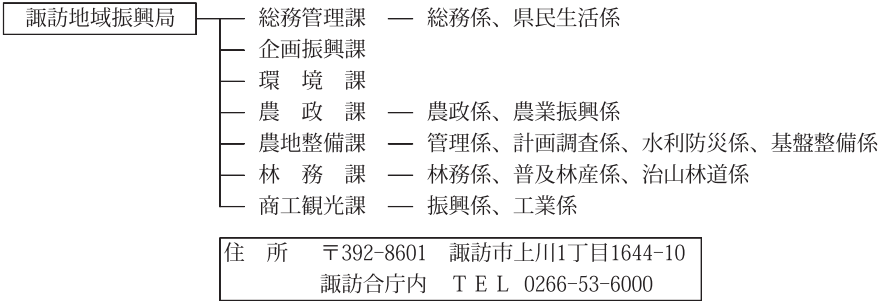 諏訪地域振興局 総務管理課 — 総務係、県民生活係
企画振興課
環　境　課
農　政　課 — 農政係、農業振興係
農地整備課 — 管理係、計画調査係、水利防災係、基盤整備係
林　務　課 — 林務係、普及林産係、治山林道係
商工観光課 — 振興係、工業係
住　所　〒392-8601　諏訪市上川1丁目1644-10
諏訪合庁内　ＴＥＬ 0266-53-6000